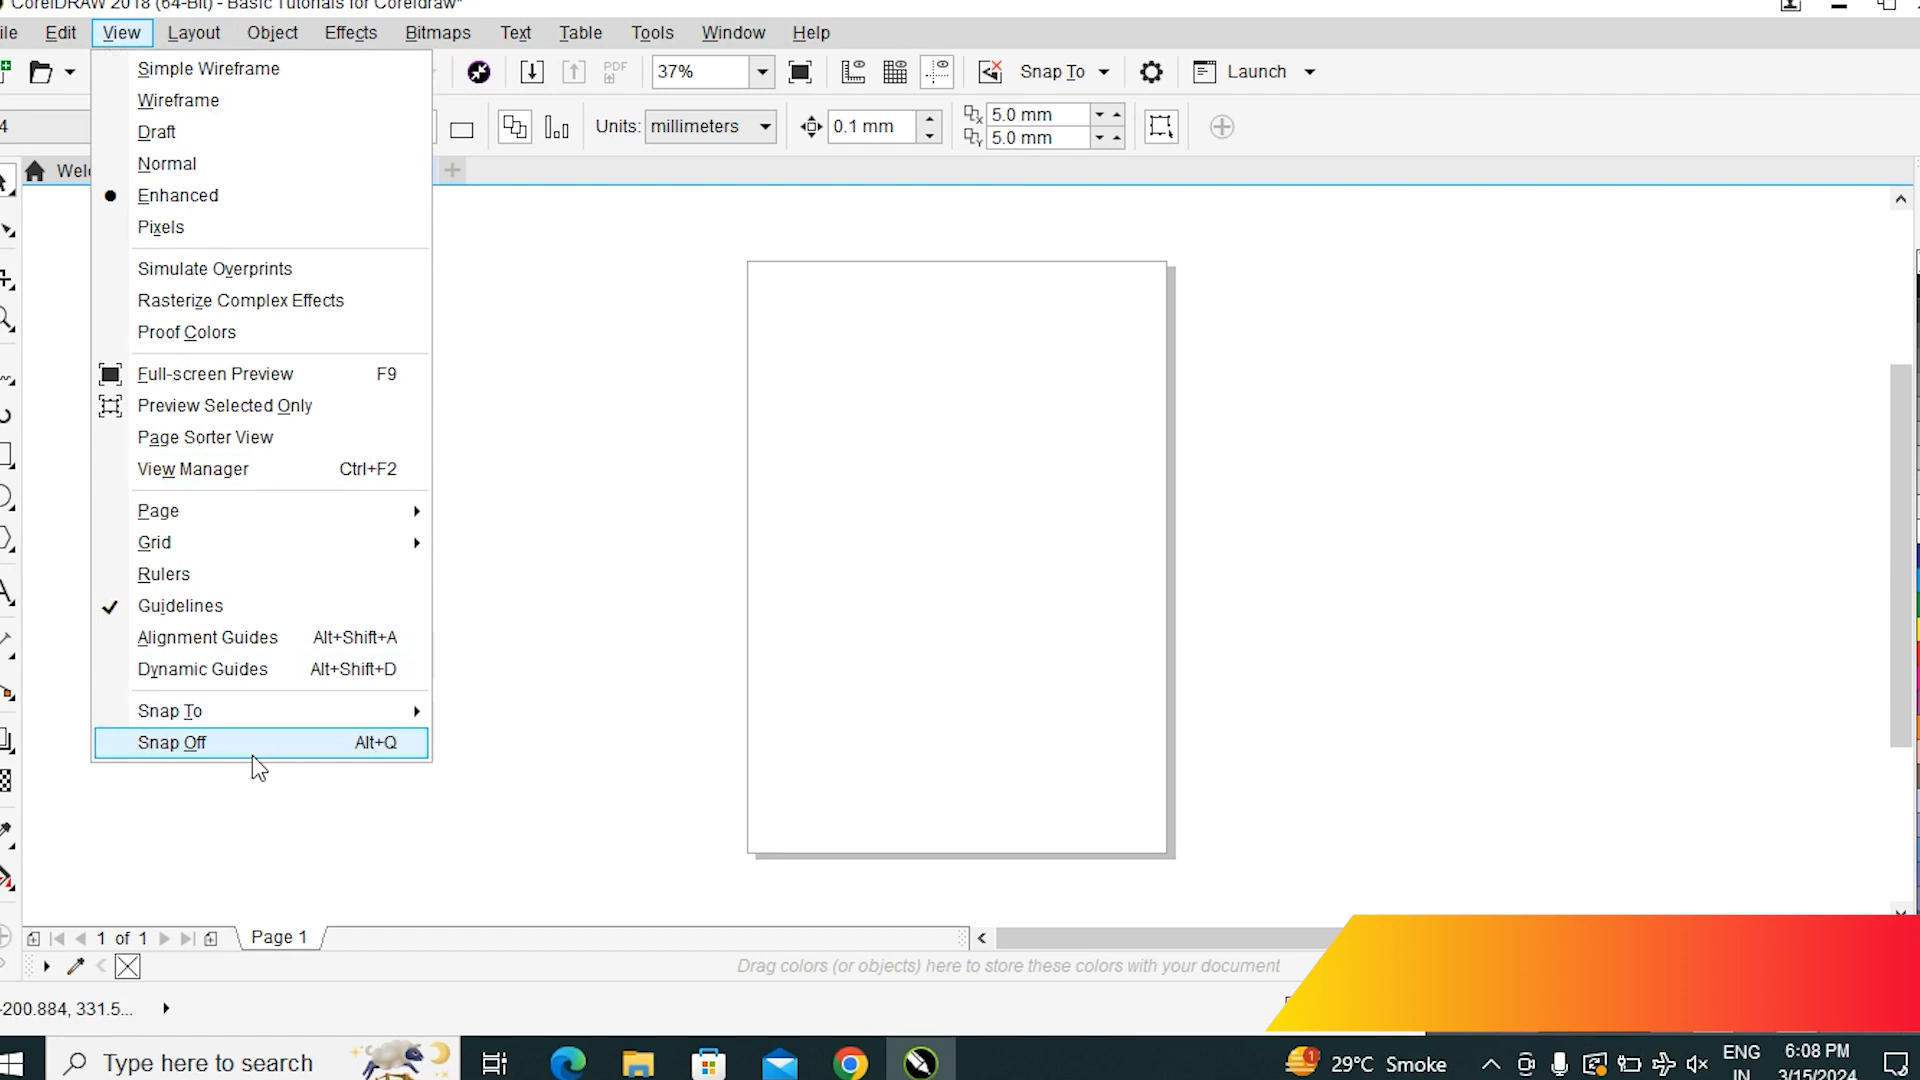 CorelDRAW 2018 (64-Bit) - Basic Tutorials for Coreldraw*
ile Edit View Layout Object Effects Bitmaps Text Table Tools Window Help
PDF 37% Snap To Launch
4 Units: millimeters 0.1 mm 5.0 mm
5.0 mm
Welc
Simple Wireframe
Wireframe
Draft
Normal
Enhanced
Pixels
Simulate Overprints
Rasterize Complex Effects
Proof Colors
Full-screen Preview F9
Preview Selected Only
Page Sorter View
View Manager Ctrl+F2
Page
Grid
Rulers
Guidelines
Alignment Guides Alt+Shift+A
Dynamic Guides Alt+Shift+D
Snap To
Snap Off Alt+Q
1 of 1 Page 1
Drag colors (or objects) here to store these colors with your document
-200.884, 331.5...
Type here to search 1 29°C Smoke ENG 6:08 PM
IN 3/15/2024